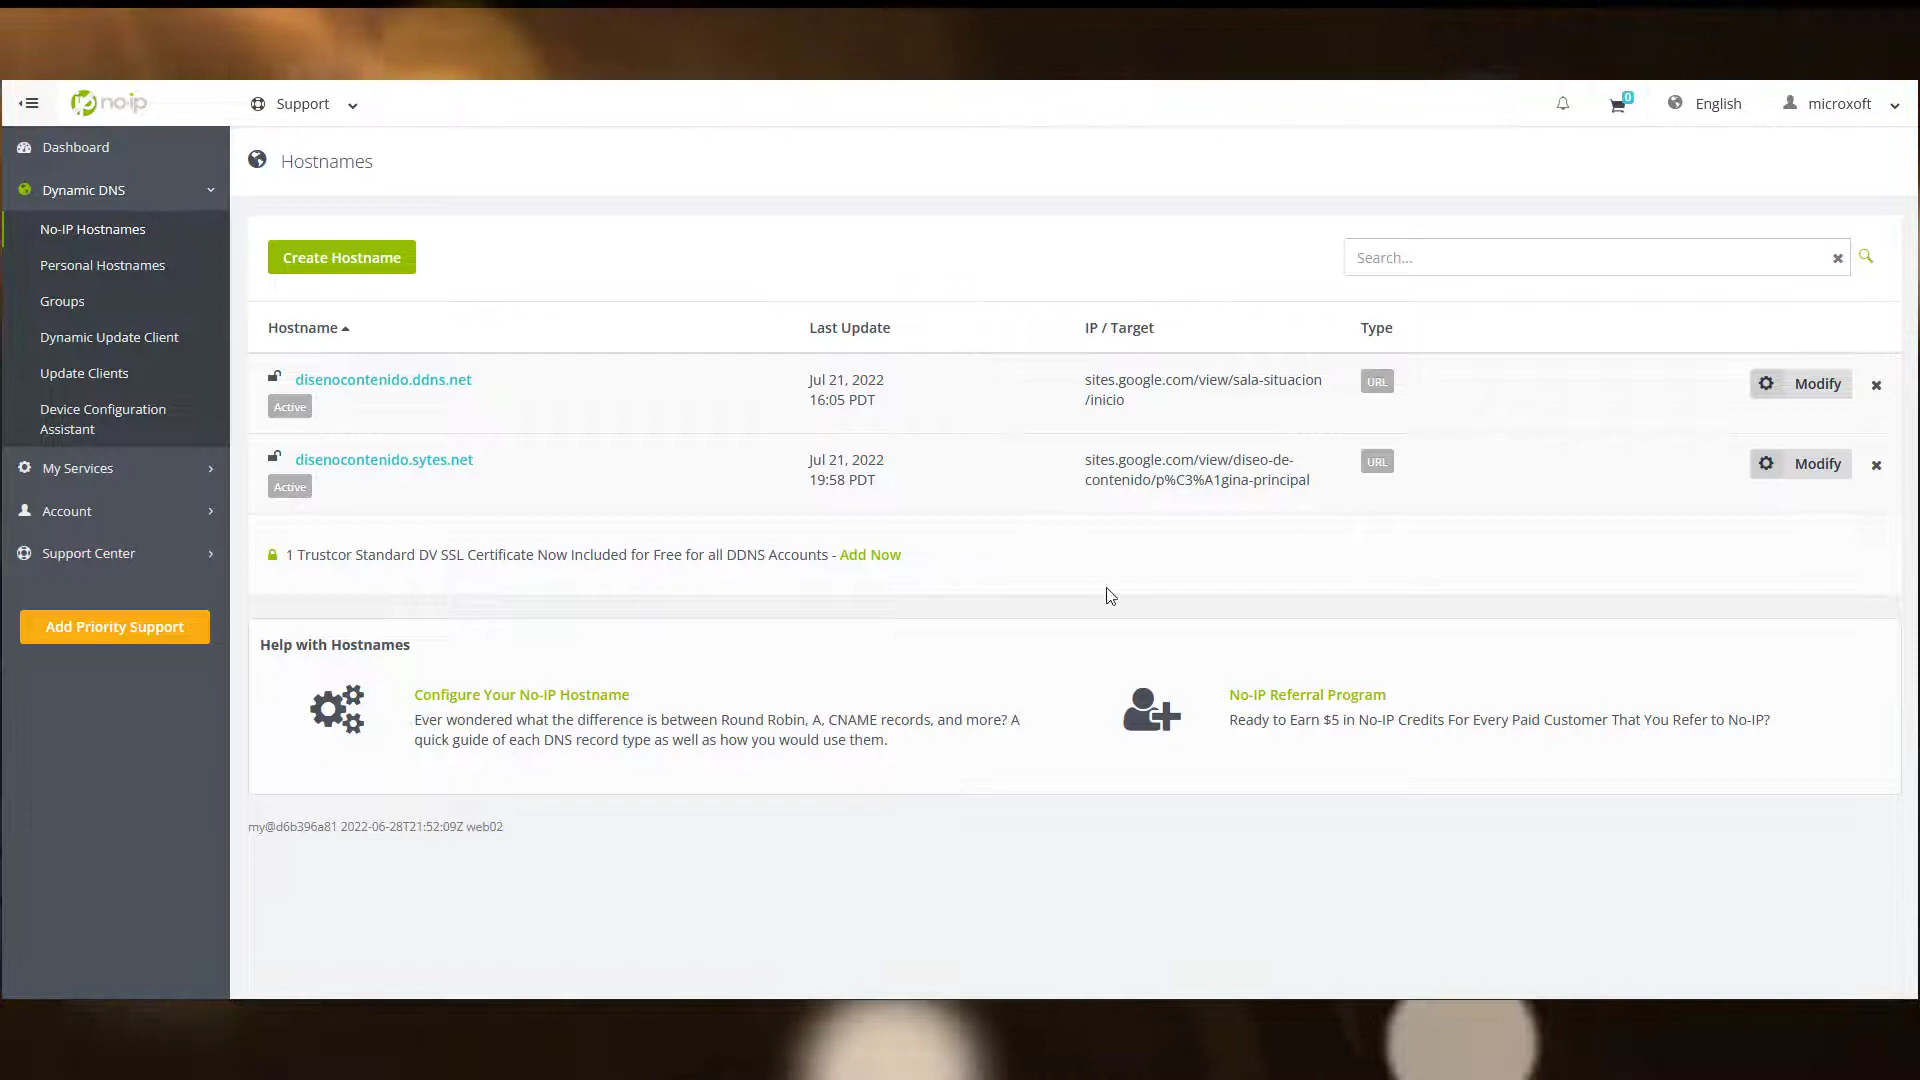 no-ip
Support
0
English
microxoft
Dashboard
Dynamic DNS
No-IP Hostnames
Personal Hostnames
Groups
Dynamic Update Client
Update Clients
Device Configuration
Assistant
My Services
Account
Support Center
Add Priority Support
Hostnames
Create Hostname
Search...
Hostname
Last Update
IP / Target
Type
disenocontenido.ddns.net
Active
Jul 21, 2022
16:05 PDT
sites.google.com/view/sala-situacion
/inicio
URL
Modify
disenocontenido.sytes.net
Active
Jul 21, 2022
19:58 PDT
sites.google.com/view/diseo-de-
contenido/p%C3%A1gina-principal
URL
Modify
1 Trustcor Standard DV SSL Certificate Now Included for Free for all DDNS Accounts - Add Now
Help with Hostnames
Configure Your No-IP Hostname
Ever wondered what the difference is between Round Robin, A, CNAME records, and more? A
quick guide of each DNS record type as well as how you would use them.
No-IP Referral Program
Ready to Earn $5 in No-IP Credits For Every Paid Customer That You Refer to No-IP?
my@d6b396a81 2022-06-28T21:52:09Z web02